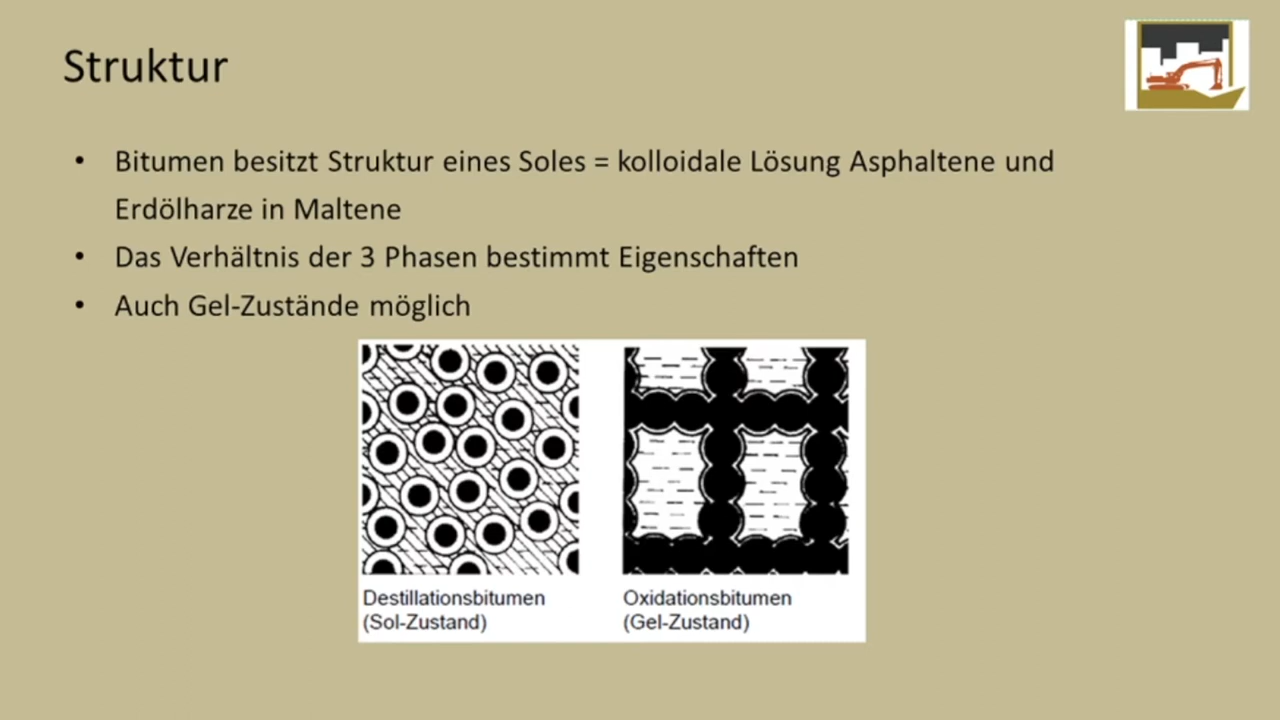 Struktur
• Bitumen besitzt Struktur eines Soles = kolloidale Lösung Asphaltene und
Erdölharze in Maltene
• Das Verhältnis der 3 Phasen bestimmt Eigenschaften
• Auch Gel-Zustände möglich
Destillationsbitumen
(Sol-Zustand)
Oxidationsbitumen
(Gel-Zustand)